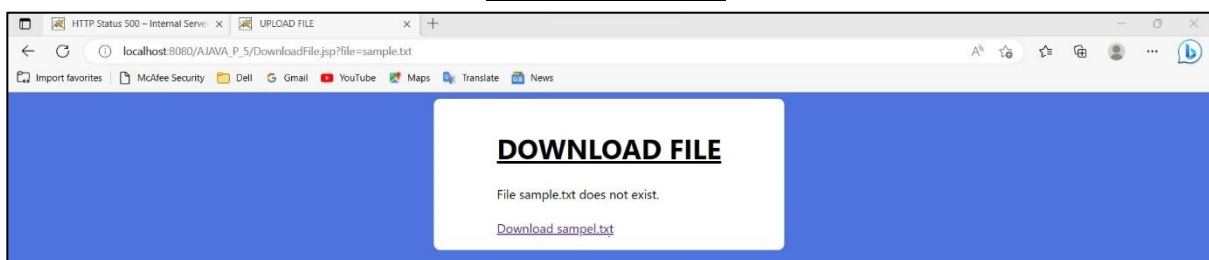 HTTP Status 500 – Internal Serve
UPLOAD FILE
localhost:8080/AJAVA_P_5/DownloadFile.jsp?file=sample.txt
Import favorites McAfee Security Dell Gmail YouTube Maps Translate News
DOWNLOAD FILE
File sample.txt does not exist.
Download sampel.txt